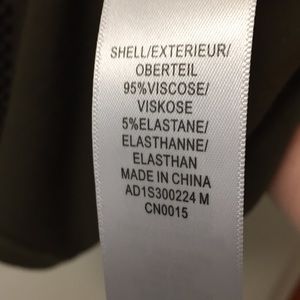 SHELL/EXTERIEUR/
OBERTEIL
95%VISCOSE/
VISKOSE
5%ELASTANE/
ELASTHANNE/
ELASTHAN
MADE IN CHINA
AD1S300224 M
CN0015